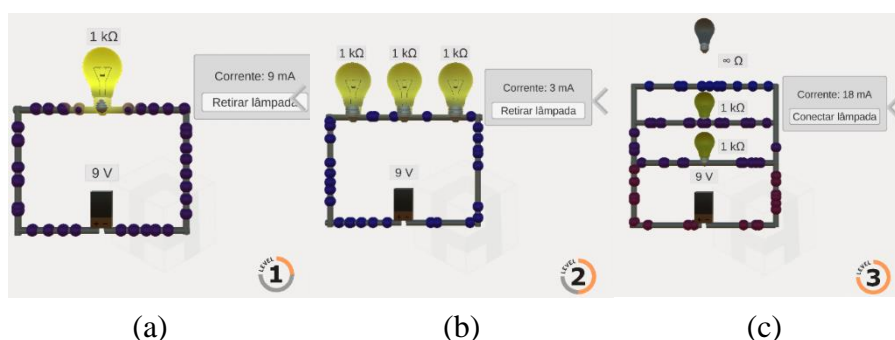 1 kΩ
Corrente: 9 mA
Retirar lâmpada
9 V
LEVEL 1
(a)
1 kΩ 1 kΩ 1 kΩ
Corrente: 3 mA
Retirar lâmpada
9 V
LEVEL 2
(b)
∞ Ω
1 kΩ
1 kΩ
Corrente: 18 mA
Conectar lâmpada
9 V
LEVEL 3
(c)